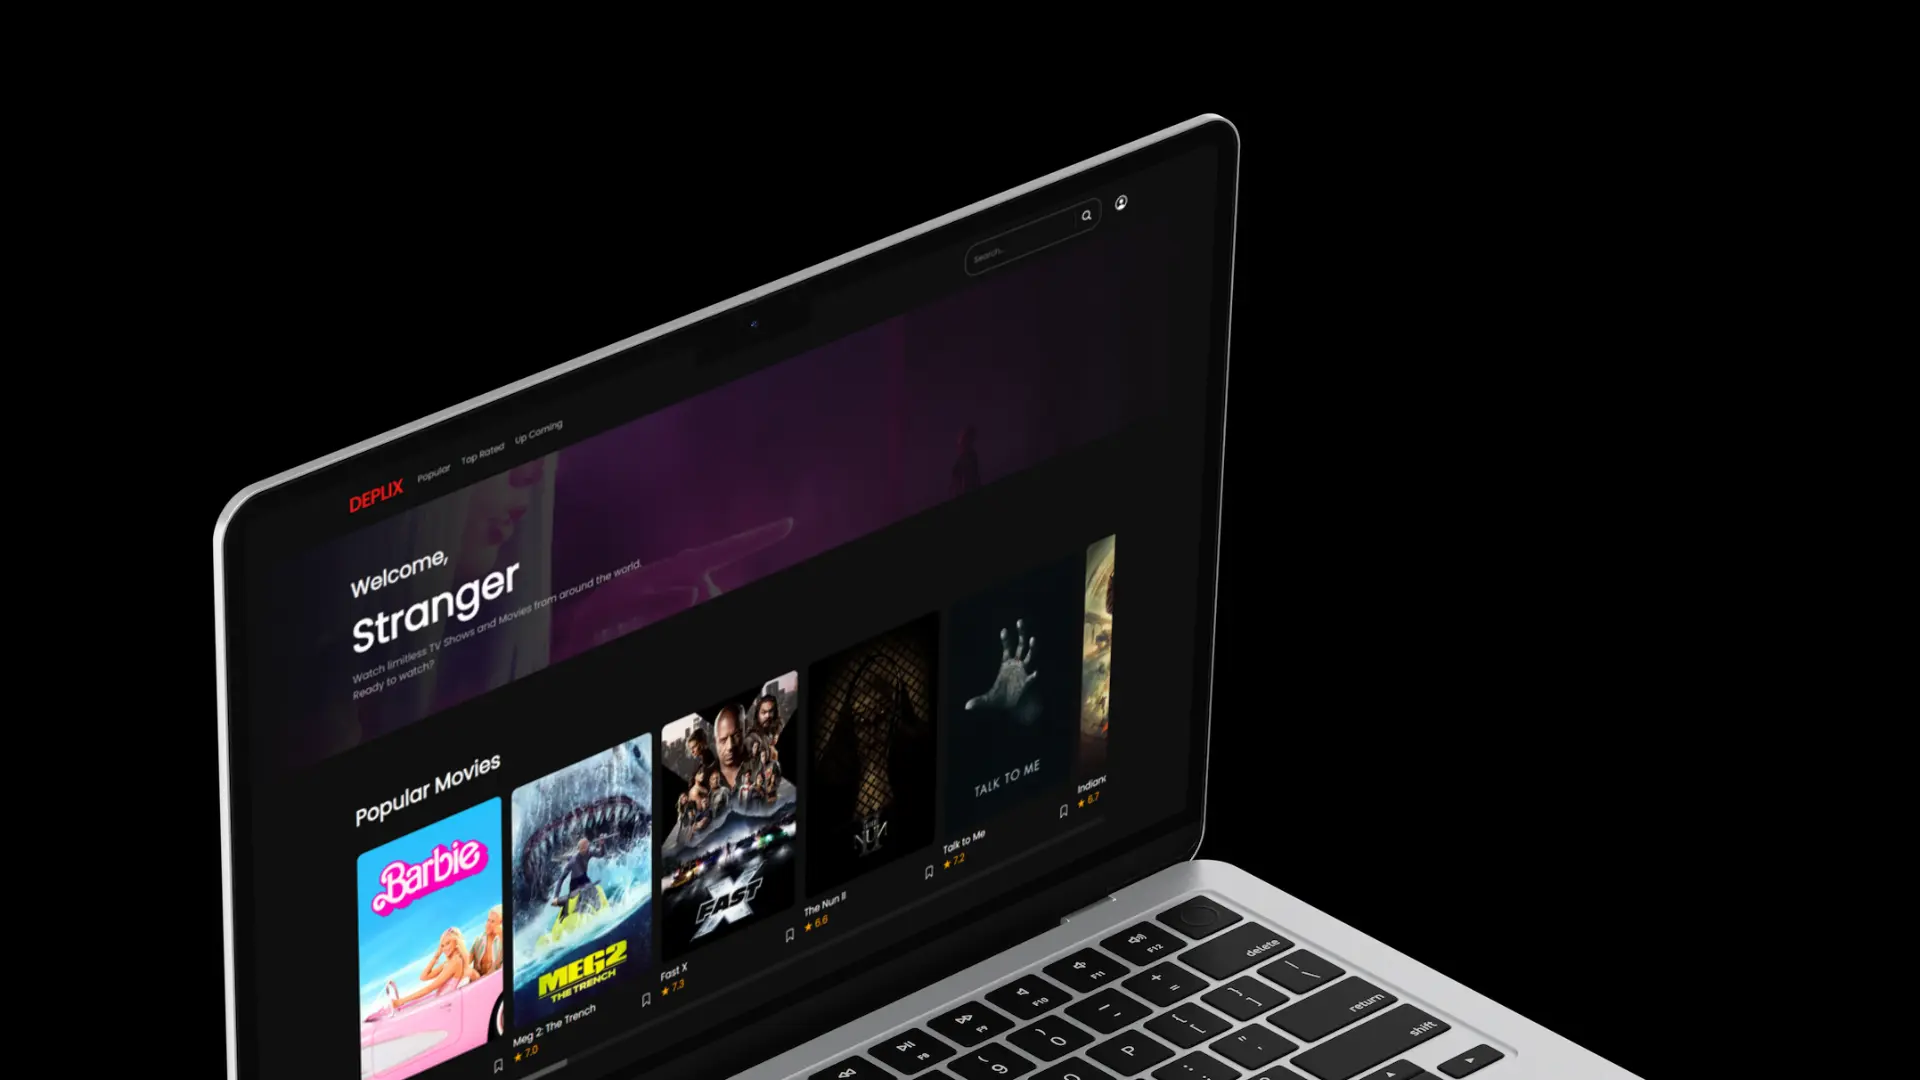 DEPLIX Popular Top Rated Up Coming
Search...
Welcome,
Stranger
Watch limitless TV Shows and Movies from around the world.
Ready to watch?
Popular Movies
Barbie
MEG2
THE TRENCH
Meg 2: The Trench
★ 7.0
FAST X
Fast X
★ 7.3
THE NUN
The Nun II
★ 6.6
TALK TO ME
Talk to Me
★ 7.2
Indiana
★ 6.7
F12
delete
F11
+
=
|
\
F10
_
-
}
]
return
F9
)
0
{
[
shift
F8
(
9
P
"
'
O
:
;